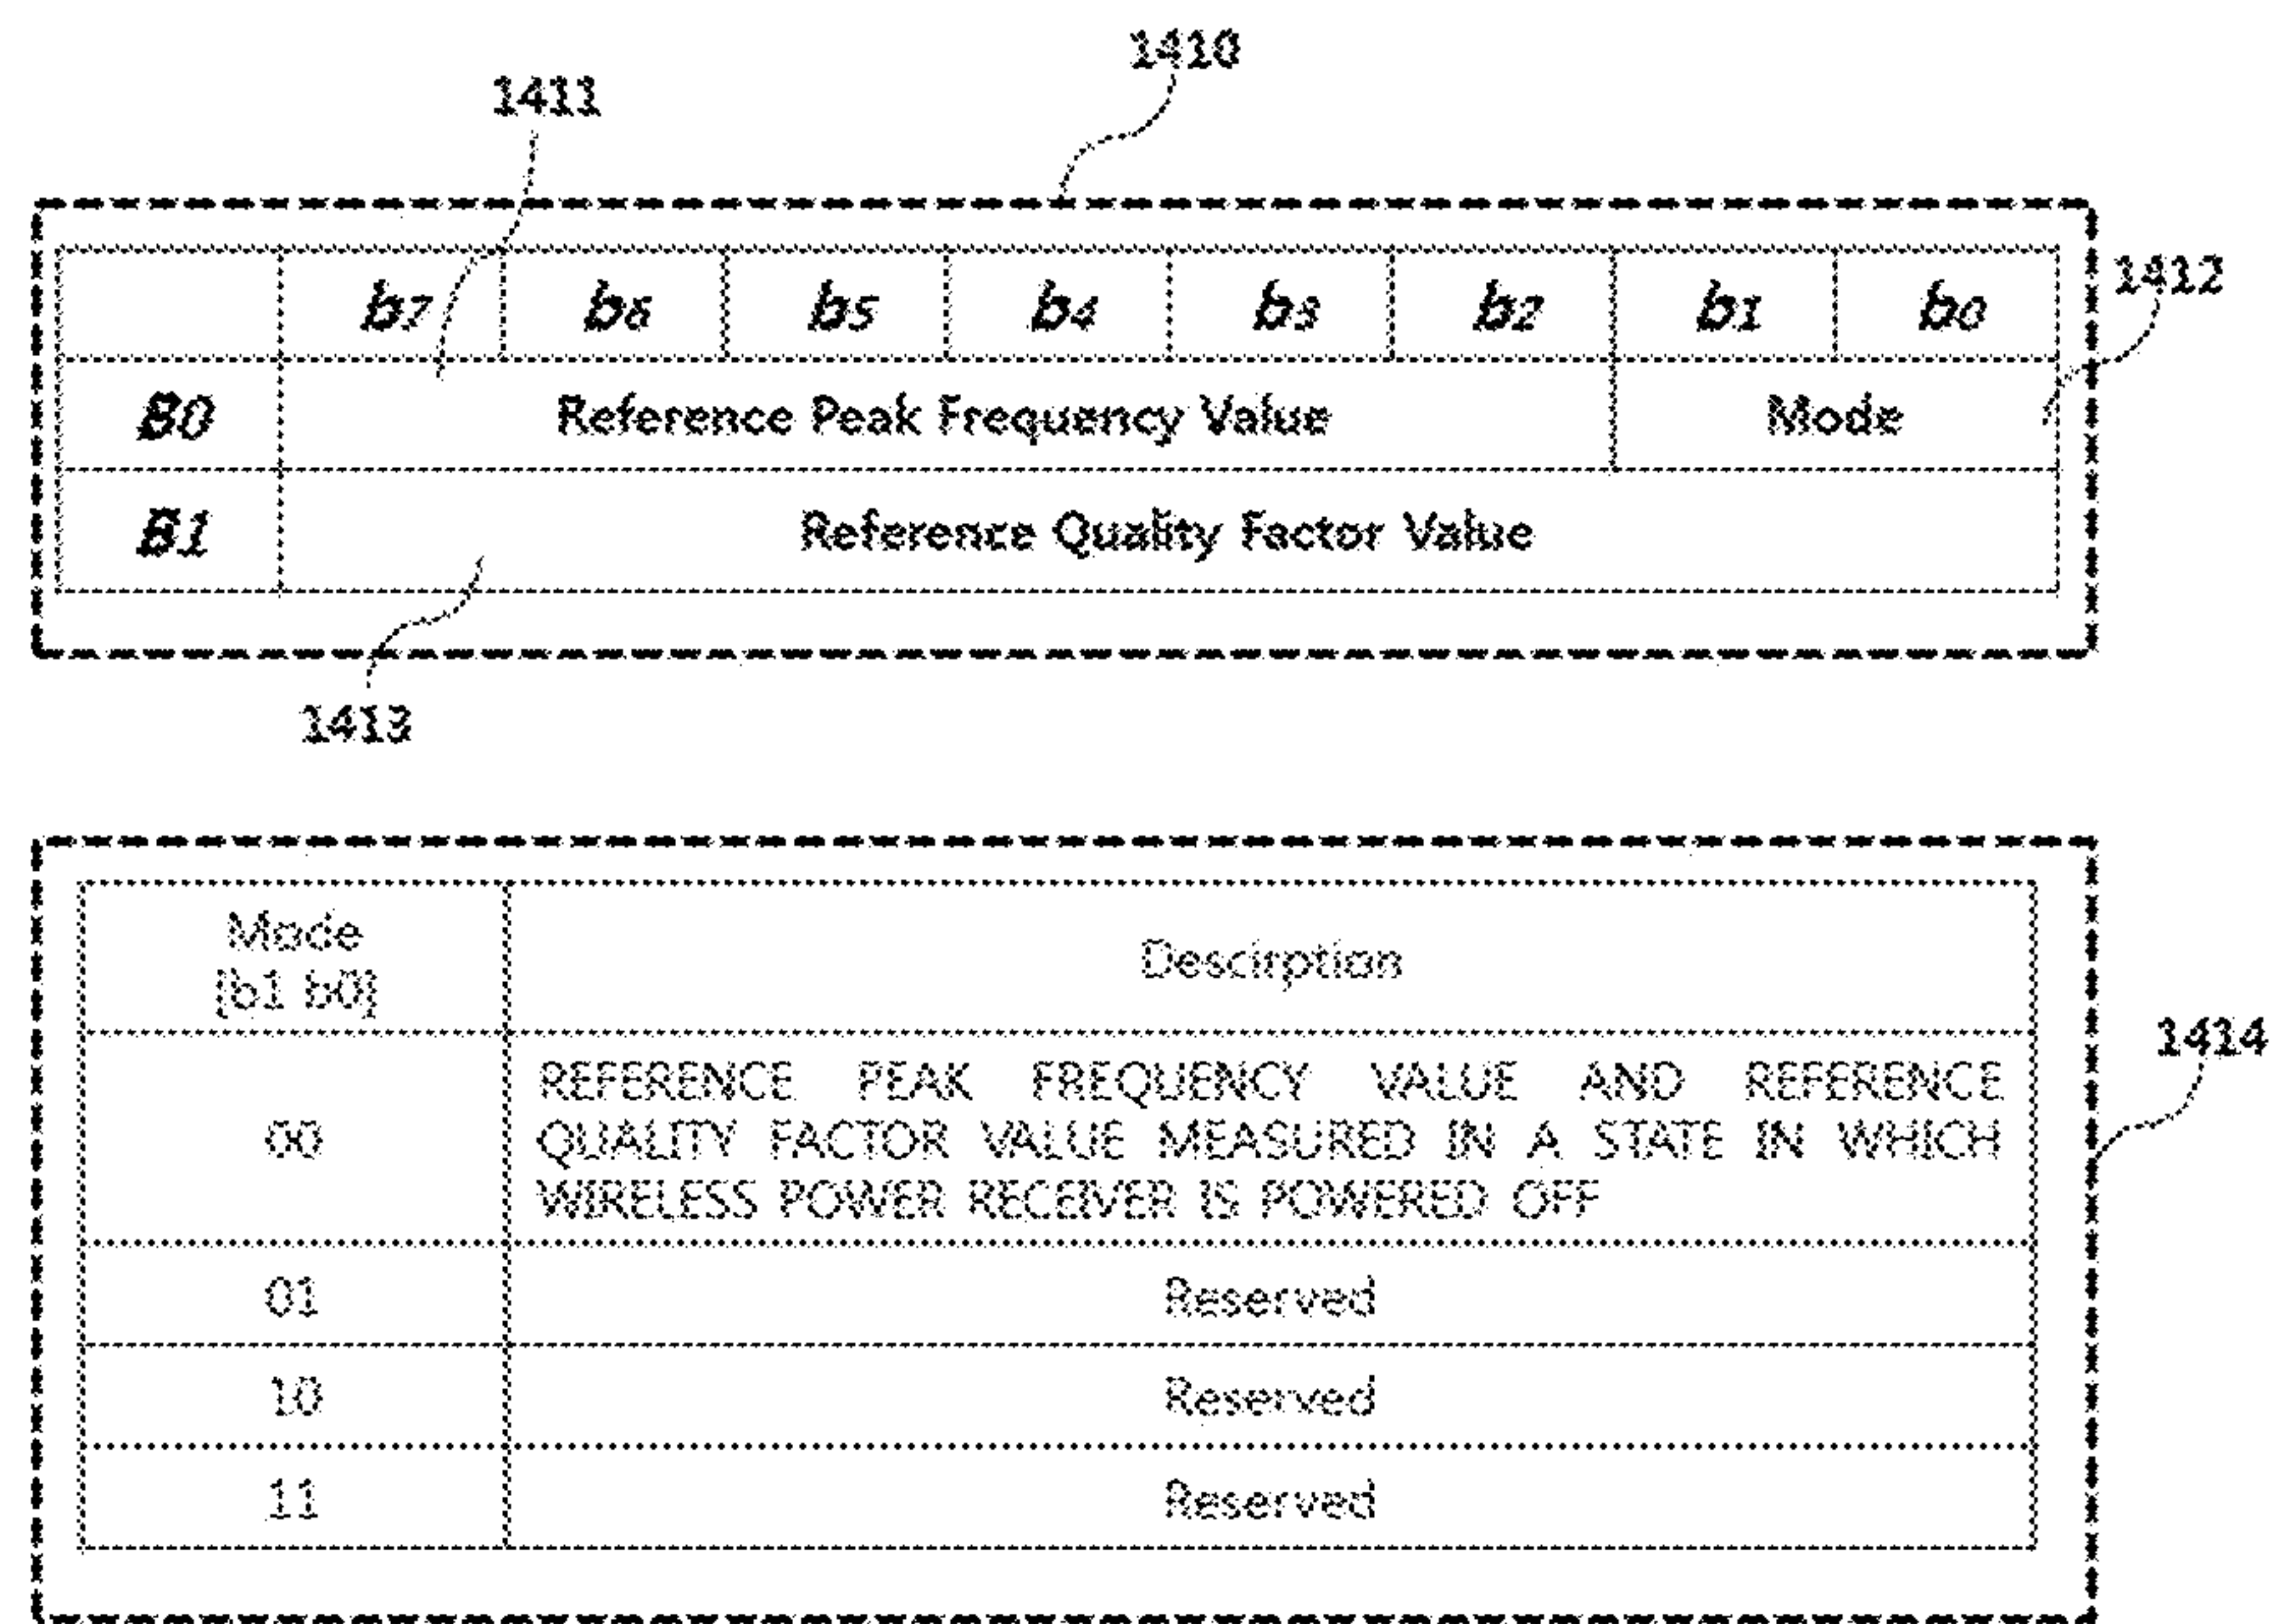 1410
1411
b7 b6 b5 b4 b3 b2 b1 b0
1412
B0 Reference Peak Frequency Value Mode
B1 Reference Quality Factor Value
1413
Mode
[b1 b0]
Descirption
1414
00
REFERENCE PEAK FREQUENCY VALUE AND REFERENCE
QUALITY FACTOR VALUE MEASURED IN A STATE IN WHICH
WIRELESS POWER RECEIVER IS POWERED OFF
01 Reserved
10 Reserved
11 Reserved